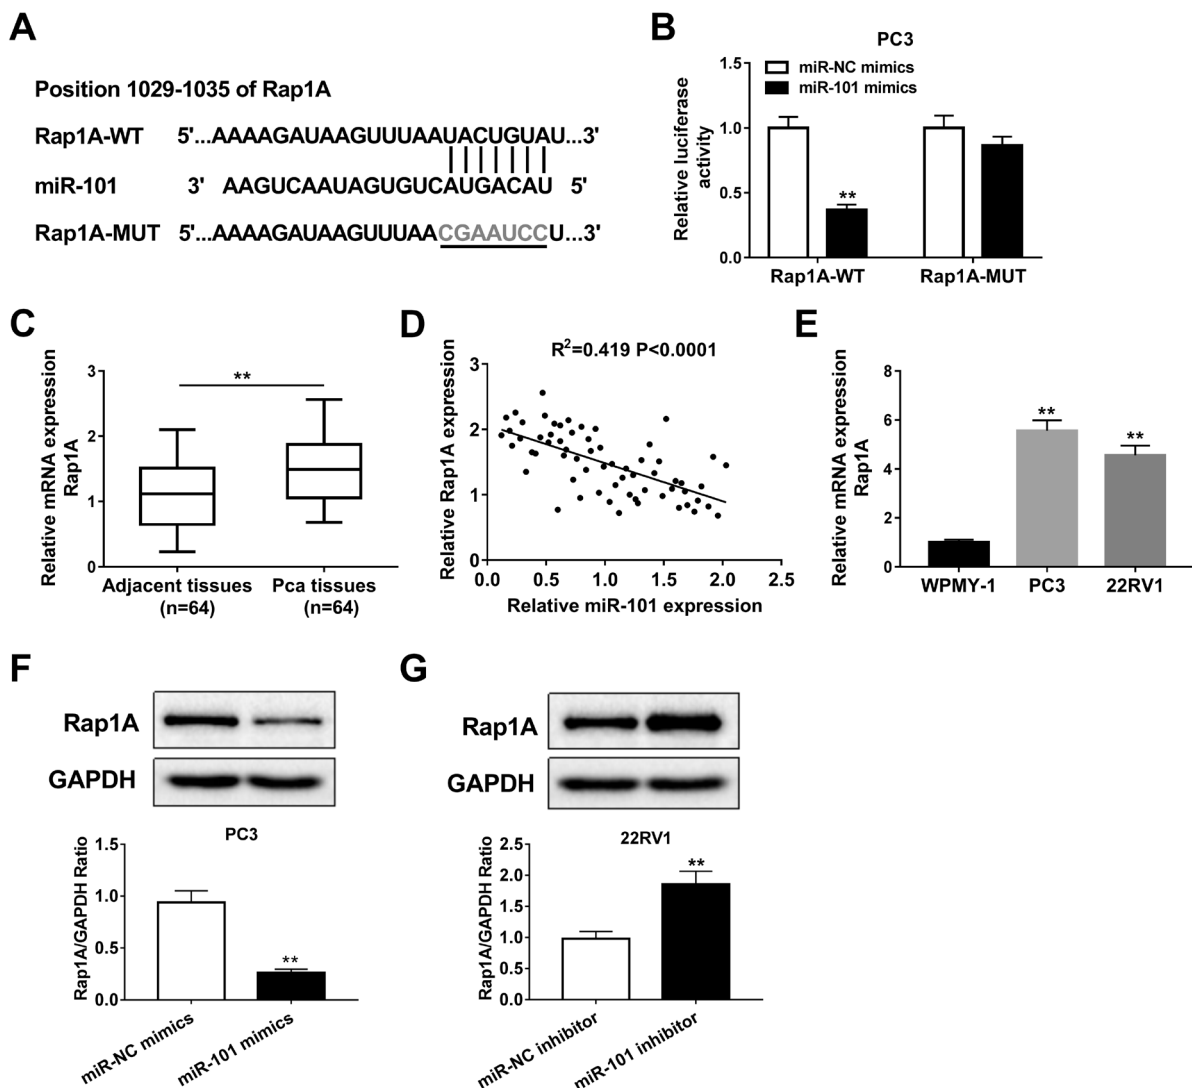 A
Position 1029-1035 of Rap1A
Rap1A-WT 5'...AAAAGAUAAGUUUAAUACUGUAU...3'
miR-101 3' AAGUCAAUAGUGUCAUGACAU 5'
Rap1A-MUT 5'...AAAAGAUAAGUUUAACGAAUCCU...3'
B
PC3
miR-NC mimics
miR-101 mimics
Relative luciferase
activity
1.5
1.0
0.5
0.0
**
Rap1A-WT
Rap1A-MUT
C
Relative mRNA expression
Rap1A
3
2
1
0
**
Adjacent tissues
(n=64)
Pca tissues
(n=64)
D
R²=0.419 P<0.0001
Relative Rap1A expression
3
2
1
0
0.0 0.5 1.0 1.5 2.0 2.5
Relative miR-101 expression
E
Relative mRNA expression
Rap1A
8
6
4
2
0
**
**
WPMY-1 PC3 22RV1
F
Rap1A
GAPDH
PC3
Rap1A/GAPDH Ratio
1.5
1.0
0.5
0.0
**
miR-NC mimics
miR-101 mimics
G
Rap1A
GAPDH
22RV1
Rap1A/GAPDH Ratio
2.5
2.0
1.5
1.0
0.5
0.0
**
miR-NC inhibitor
miR-101 inhibitor